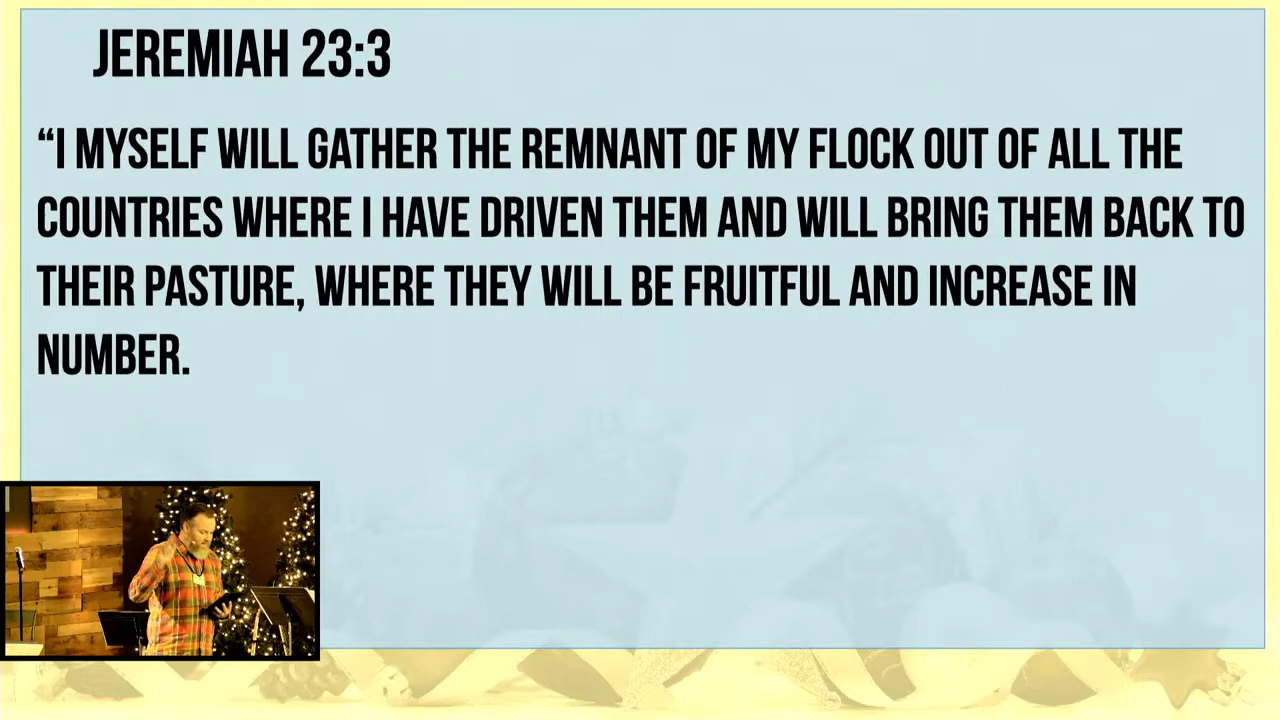 JEREMIAH 23:3
“I MYSELF WILL GATHER THE REMNANT OF MY FLOCK OUT OF ALL THE
COUNTRIES WHERE I HAVE DRIVEN THEM AND WILL BRING THEM BACK TO
THEIR PASTURE, WHERE THEY WILL BE FRUITFUL AND INCREASE IN
NUMBER.